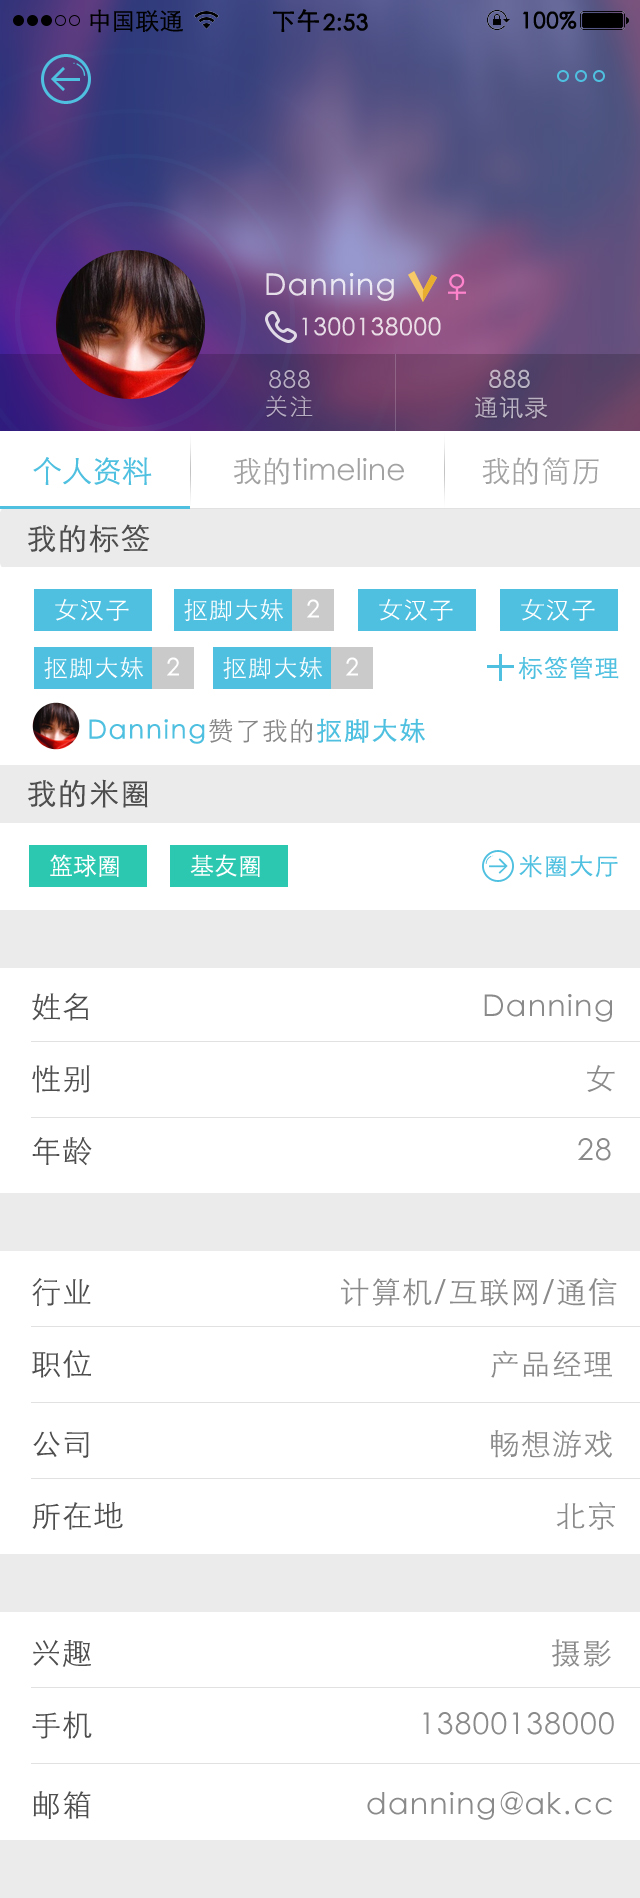 中国联通 下午2:53 100%
Danning
1300138000
888 888
关注 通讯录
个人资料 我的timeline 我的简历
我的标签
女汉子 抠脚大妹 2 女汉子 女汉子
抠脚大妹 2 抠脚大妹 2 标签管理
Danning赞了我的抠脚大妹
我的米圈
篮球圈 基友圈 米圈大厅
姓名 Danning
性别 女
年龄 28
行业 计算机/互联网/通信
职位 产品经理
公司 畅想游戏
所在地 北京
兴趣 摄影
手机 13800138000
邮箱 danning@ak.cc